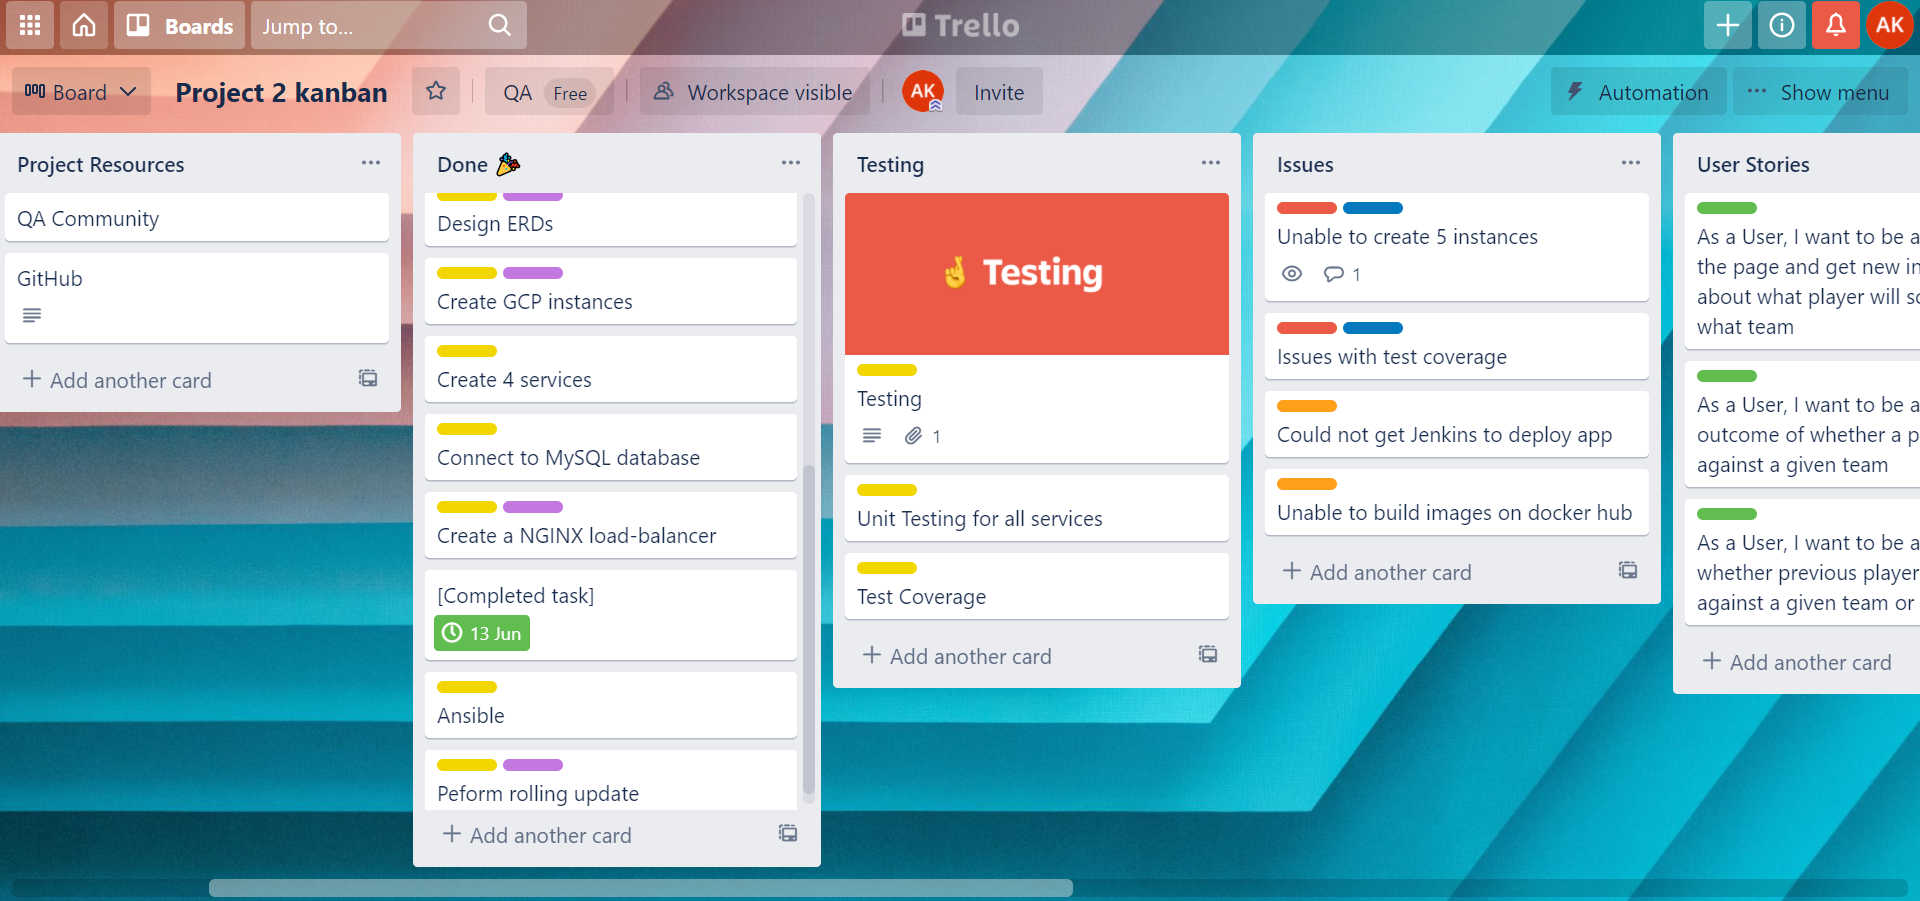 Boards
Jump to...
Trello
AK
Board
Project 2 kanban
QA Free
Workspace visible
AK
Invite
Automation
Show menu
Project Resources
QA Community
GitHub
Add another card
Done
Design ERDs
Create GCP instances
Create 4 services
Connect to MySQL database
Create a NGINX load-balancer
[Completed task]
13 Jun
Ansible
Peform rolling update
Add another card
Testing
Testing
Testing
1
Unit Testing for all services
Test Coverage
Add another card
Issues
Unable to create 5 instances
1
Issues with test coverage
Could not get Jenkins to deploy app
Unable to build images on docker hub
Add another card
User Stories
As a User, I want to be a
the page and get new in
about what player will sc
what team
As a User, I want to be a
outcome of whether a p
against a given team
As a User, I want to be a
whether previous player
against a given team or
Add another card